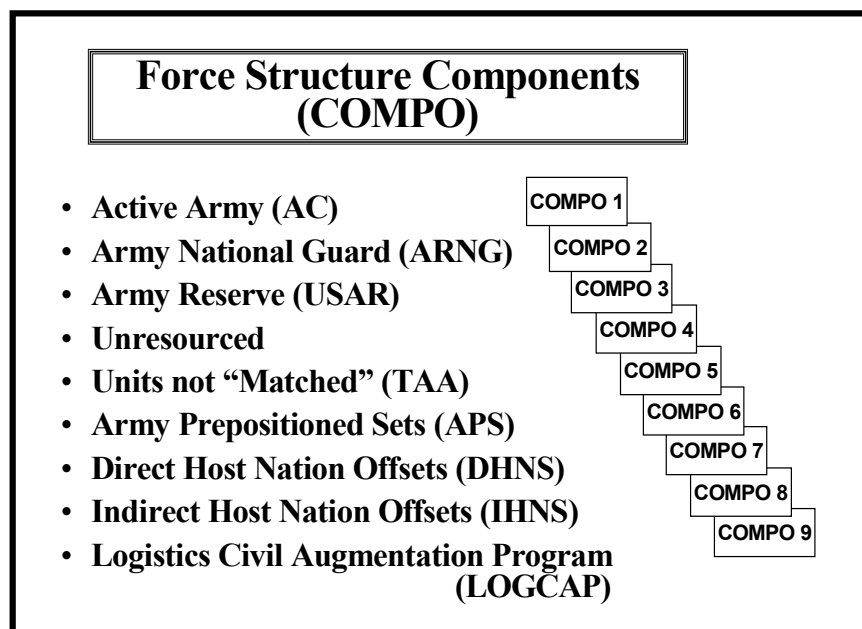 Force Structure Components
(COMPO)
• Active Army (AC)
COMPO 1
• Army National Guard (ARNG)
COMPO 2
• Army Reserve (USAR)
COMPO 3
• Unresourced
COMPO 4
• Units not “Matched” (TAA)
COMPO 5
• Army Prepositioned Sets (APS)
COMPO 6
• Direct Host Nation Offsets (DHNS)
COMPO 7
• Indirect Host Nation Offsets (IHNS)
COMPO 8
• Logistics Civil Augmentation Program
(LOGCAP)
COMPO 9